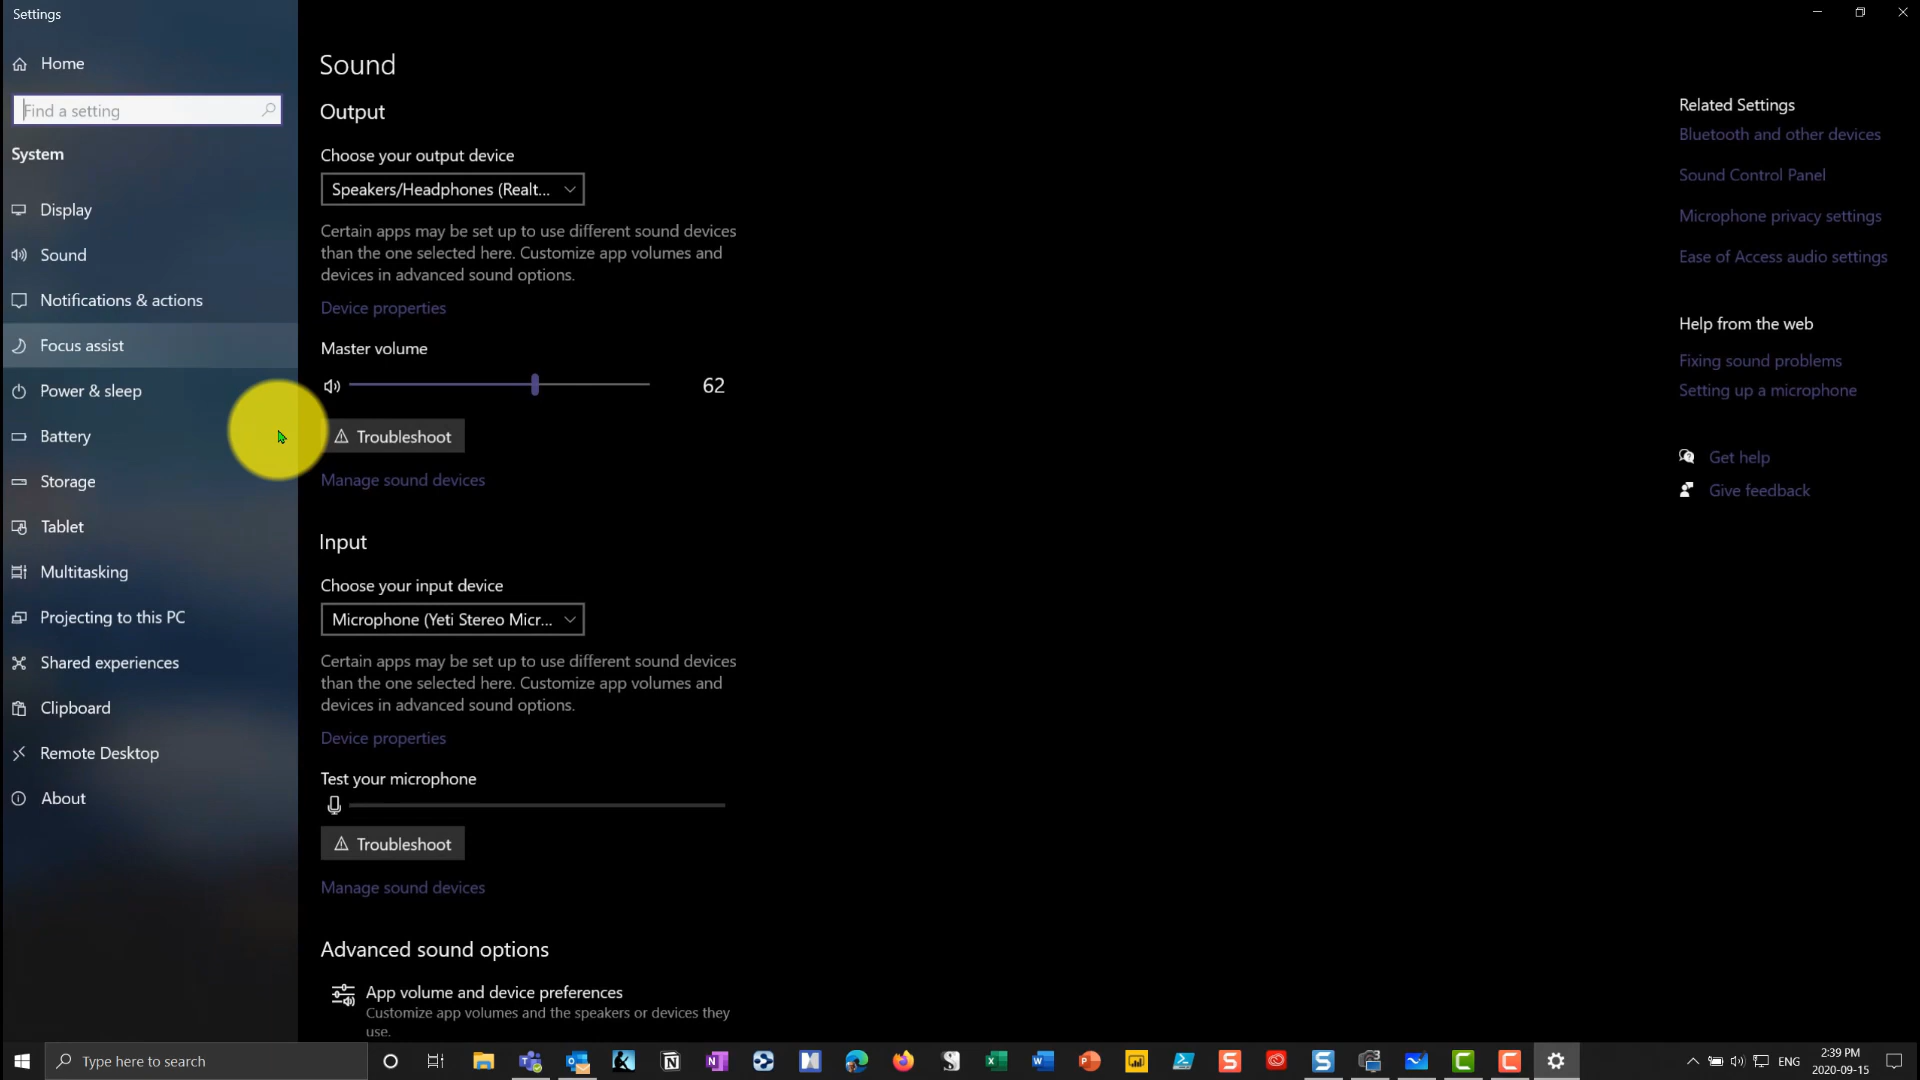 Settings
Home
Find a setting
System
Display
Sound
Notifications & actions
Focus assist
Power & sleep
Battery
Storage
Tablet
Multitasking
Projecting to this PC
Shared experiences
Clipboard
Remote Desktop
About
Sound
Output
Choose your output device
Speakers/Headphones (Realt...
Certain apps may be set up to use different sound devices
than the one selected here. Customize app volumes and
devices in advanced sound options.
Device properties
Master volume
62
Troubleshoot
Manage sound devices
Input
Choose your input device
Microphone (Yeti Stereo Micr...
Certain apps may be set up to use different sound devices
than the one selected here. Customize app volumes and
devices in advanced sound options.
Device properties
Test your microphone
Troubleshoot
Manage sound devices
Advanced sound options
App volume and device preferences
Customize app volumes and the speakers or devices they
use.
Related Settings
Bluetooth and other devices
Sound Control Panel
Microphone privacy settings
Ease of Access audio settings
Help from the web
Fixing sound problems
Setting up a microphone
Get help
Give feedback
Type here to search
ENG
2:39 PM
2020-09-15